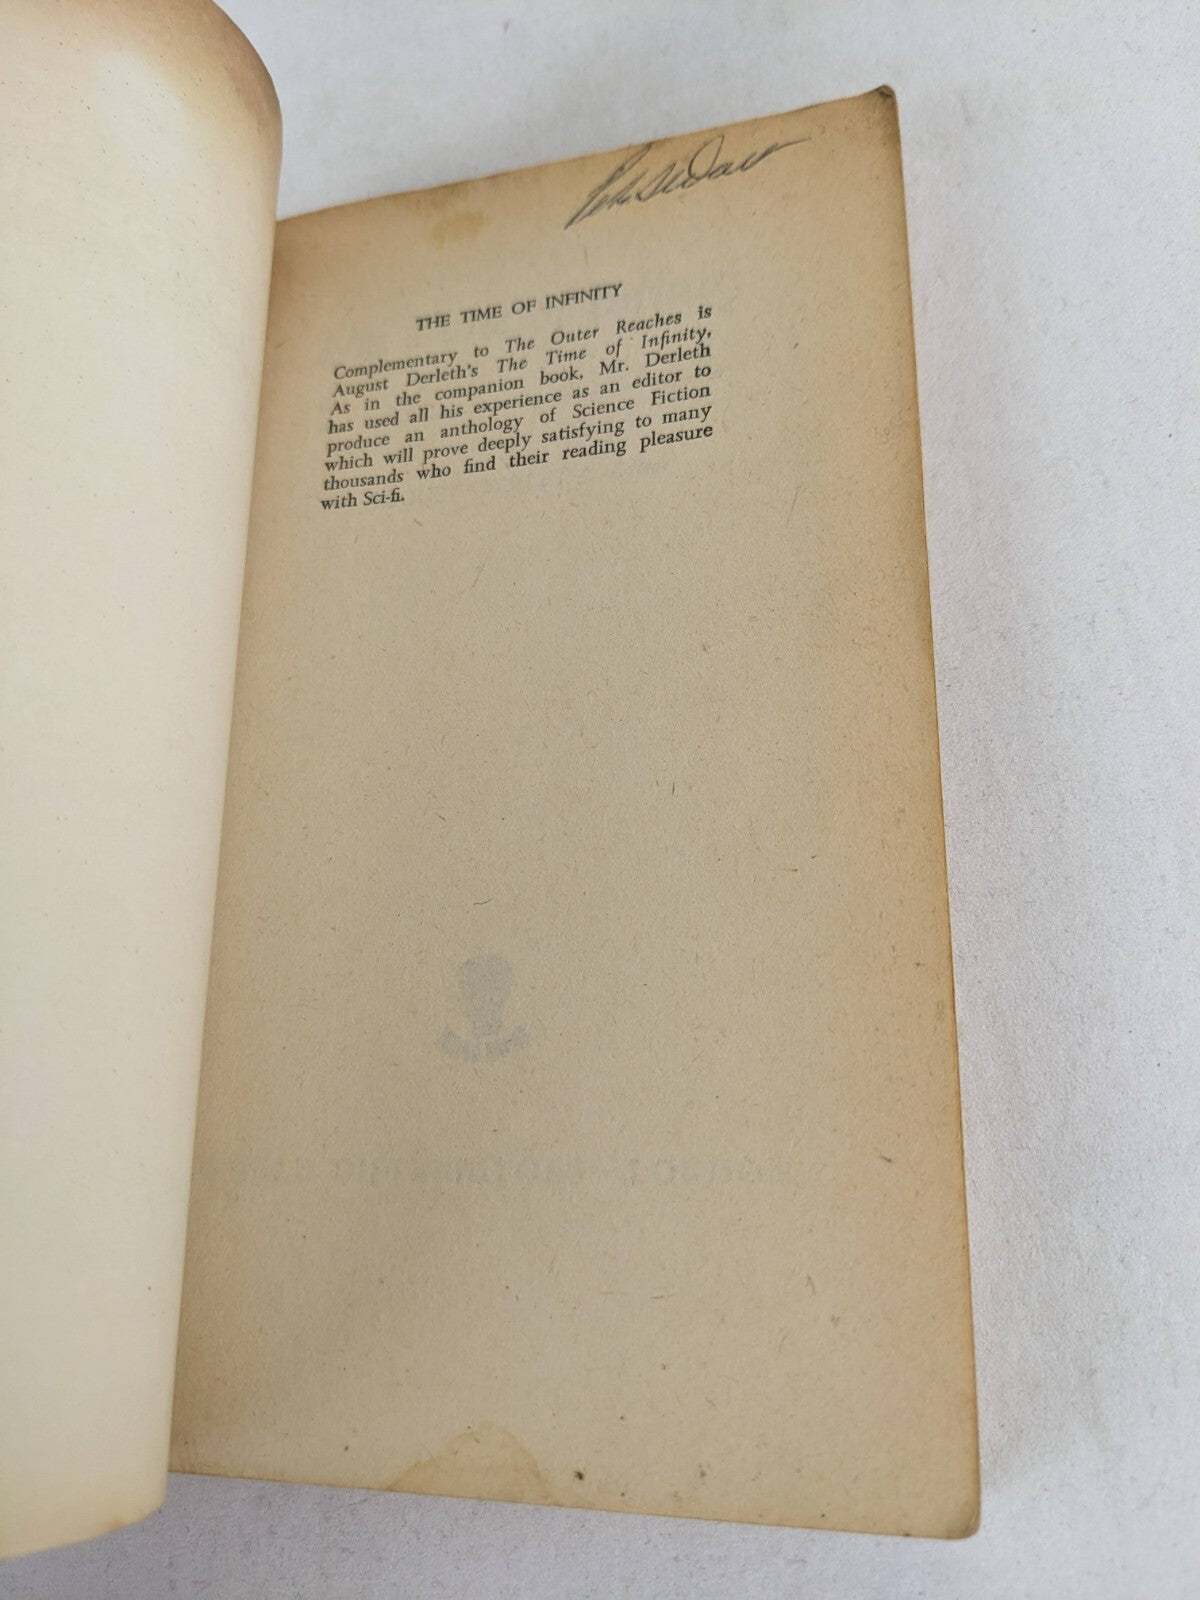 THE TIME OF INFINITY
Complementary to The Outer Reaches is
August Derleth's The Time of Infinity,
As in the companion book, Mr. Derleth
has used all his experience as an editor to
produce an anthology of Science Fiction
which will prove deeply satisfying to many
thousands who find their reading pleasure
with Sci-fi.